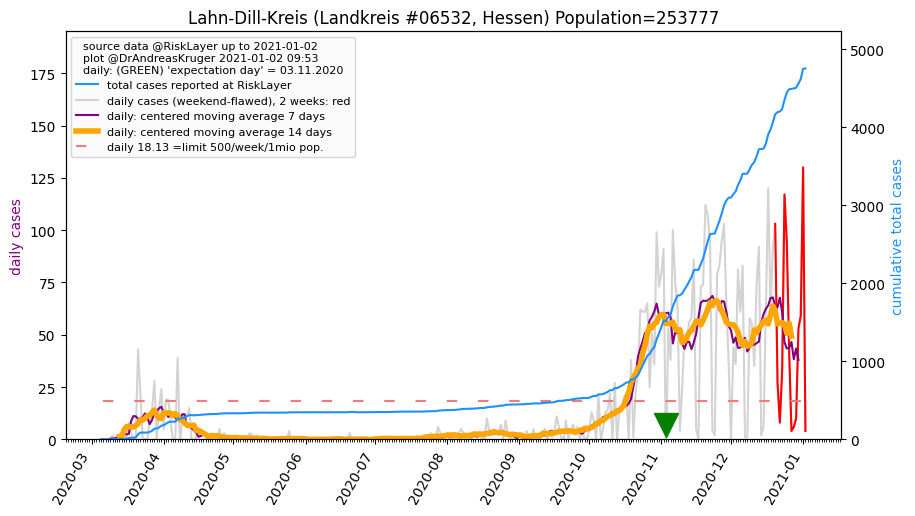 Lahn-Dill-Kreis (Landkreis #06532, Hessen) Population=253777
source data @RiskLayer up to 2021-01-02
plot @DrAndreasKruger 2021-01-02 09:53
daily: (GREEN) 'expectation day' = 03.11.2020
total cases reported at RiskLayer
daily cases (weekend-flawed), 2 weeks: red
daily: centered moving average 7 days
daily: centered moving average 14 days
daily 18.13 =limit 500/week/1mio pop.
daily cases
175
150
125
100
75
50
25
0
cumulative total cases
5000
4000
3000
2000
1000
0
2020-03
2020-04
2020-05
2020-06
2020-07
2020-08
2020-09
2020-10
2020-11
2020-12
2021-01